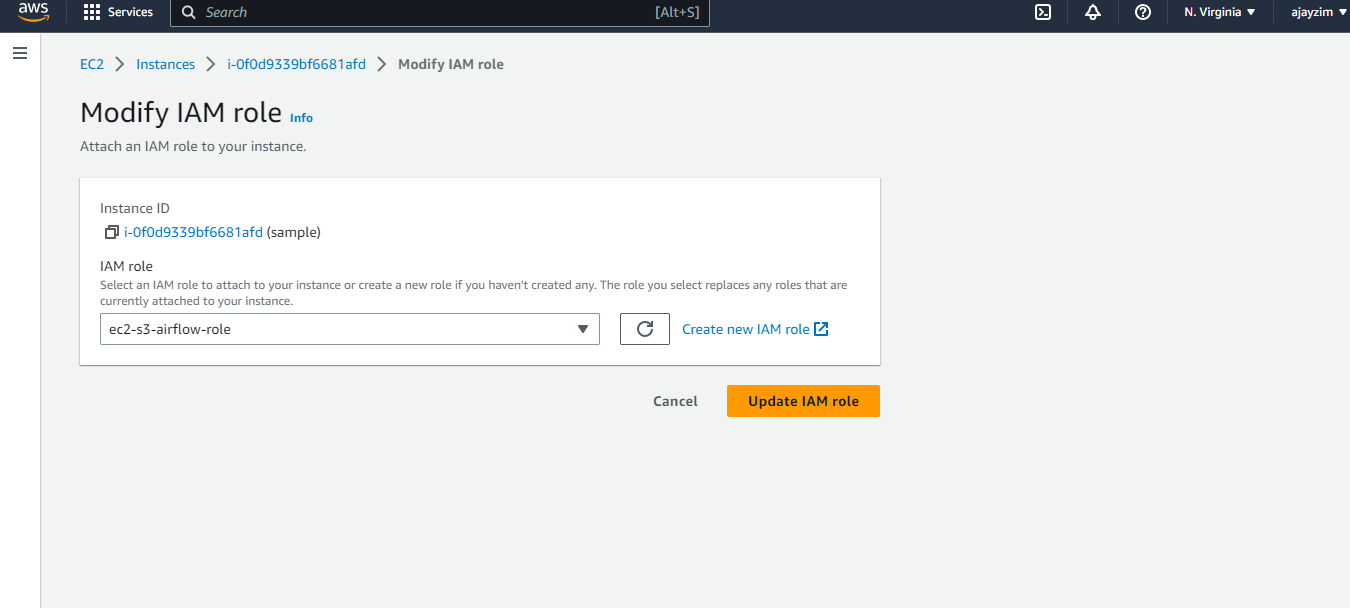 aws Services Search [Alt+S] N. Virginia ajayzim
EC2 Instances i-0f0d9339bf6681afd Modify IAM role
Modify IAM role Info
Attach an IAM role to your instance.
Instance ID
i-0f0d9339bf6681afd (sample)
IAM role
Select an IAM role to attach to your instance or create a new role if you haven't created any. The role you select replaces any roles that are
currently attached to your instance.
ec2-s3-airflow-role Create new IAM role
Cancel Update IAM role